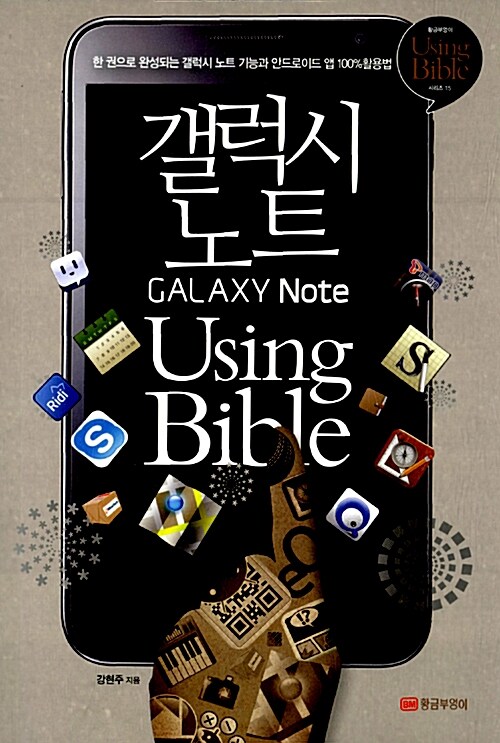 한 권으로 완성되는 갤럭시 노트 기능과 안드로이드 앱 100% 활용법
황금부엉이
Using
Bible
시리즈 15
갤럭시
노트
GALAXY Note
Using
Bible
Ridi
S
S
Q
강현주 지음
BM 황금부엉이